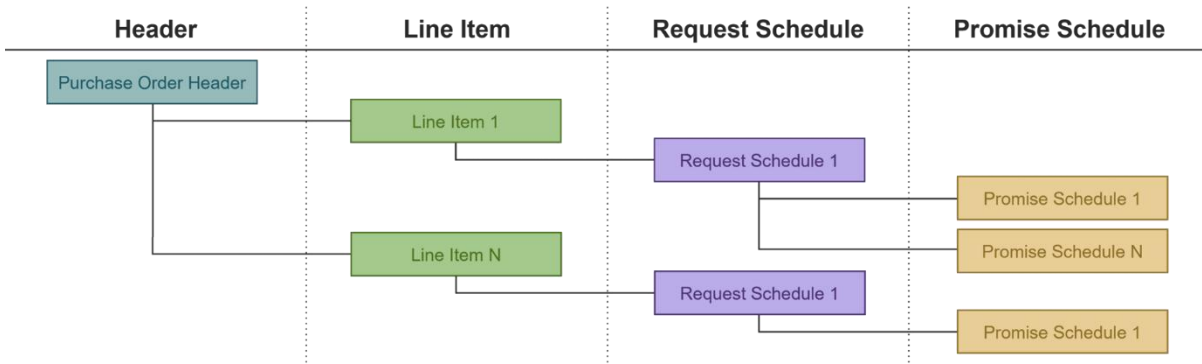 Header
Line Item
Request Schedule
Promise Schedule
Purchase Order Header
Line Item 1
Request Schedule 1
Promise Schedule 1
Promise Schedule N
Line Item N
Request Schedule 1
Promise Schedule 1